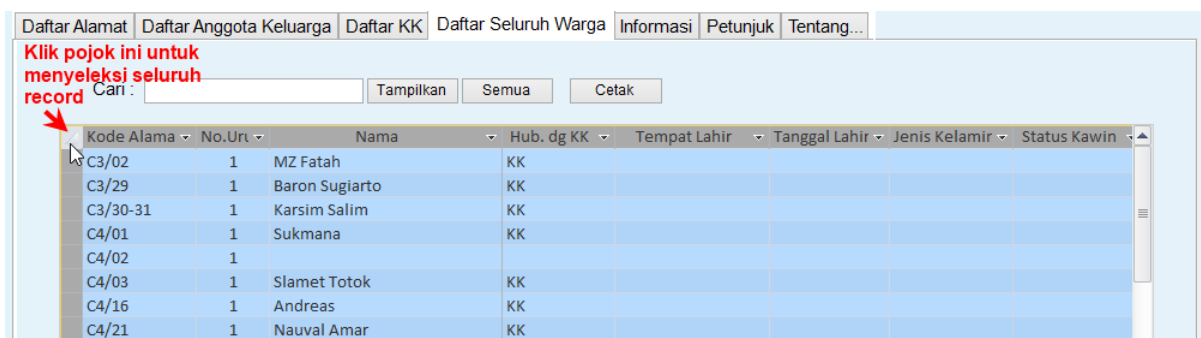 Daftar Alamat Daftar Anggota Keluarga Daftar KK Daftar Seluruh Warga Informasi Petunjuk Tentang...
Klik pojok ini untuk
menyeleksi seluruh
record
Cari : Tampilkan Semua Cetak
Kode Alama No.Uru Nama Hub. dg KK Tempat Lahir Tanggal Lahir Jenis Kelamir Status Kawin
C3/02 1 MZ Fatah KK
C3/29 1 Baron Sugiarto KK
C3/30-31 1 Karsim Salim KK
C4/01 1 Sukmana KK
C4/02 1
C4/03 1 Slamet Totok KK
C4/16 1 Andreas KK
C4/21 1 Nauval Amar KK